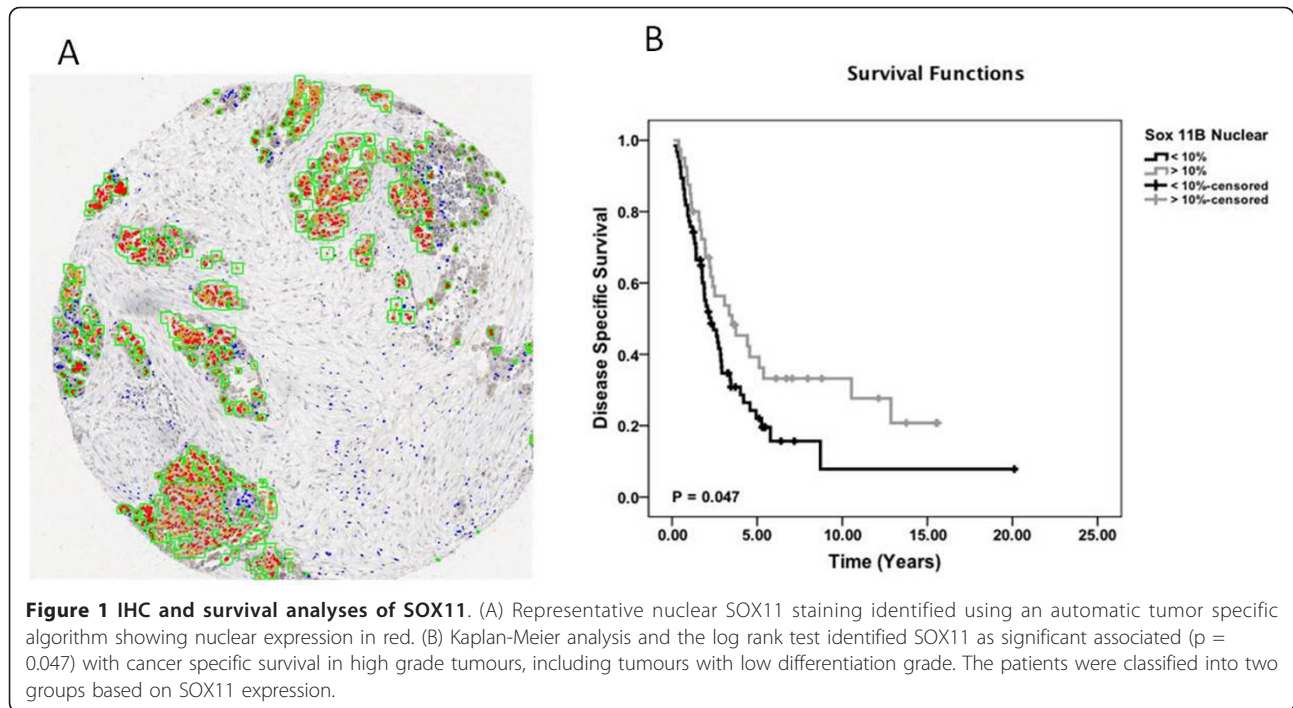 A
B
Survival Functions
1.0
0.8
0.6
0.4
0.2
0.0
Disease Specific Survival
P = 0.047
0.00 5.00 10.00 15.00 20.00 25.00
Time (Years)
Sox 11B Nuclear
< 10%
> 10%
< 10%-censored
> 10%-censored
Figure 1 IHC and survival analyses of SOX11. (A) Representative nuclear SOX11 staining identified using an automatic tumor specific
algorithm showing nuclear expression in red. (B) Kaplan-Meier analysis and the log rank test identified SOX11 as significant associated (p =
0.047) with cancer specific survival in high grade tumours, including tumours with low differentiation grade. The patients were classified into two
groups based on SOX11 expression.